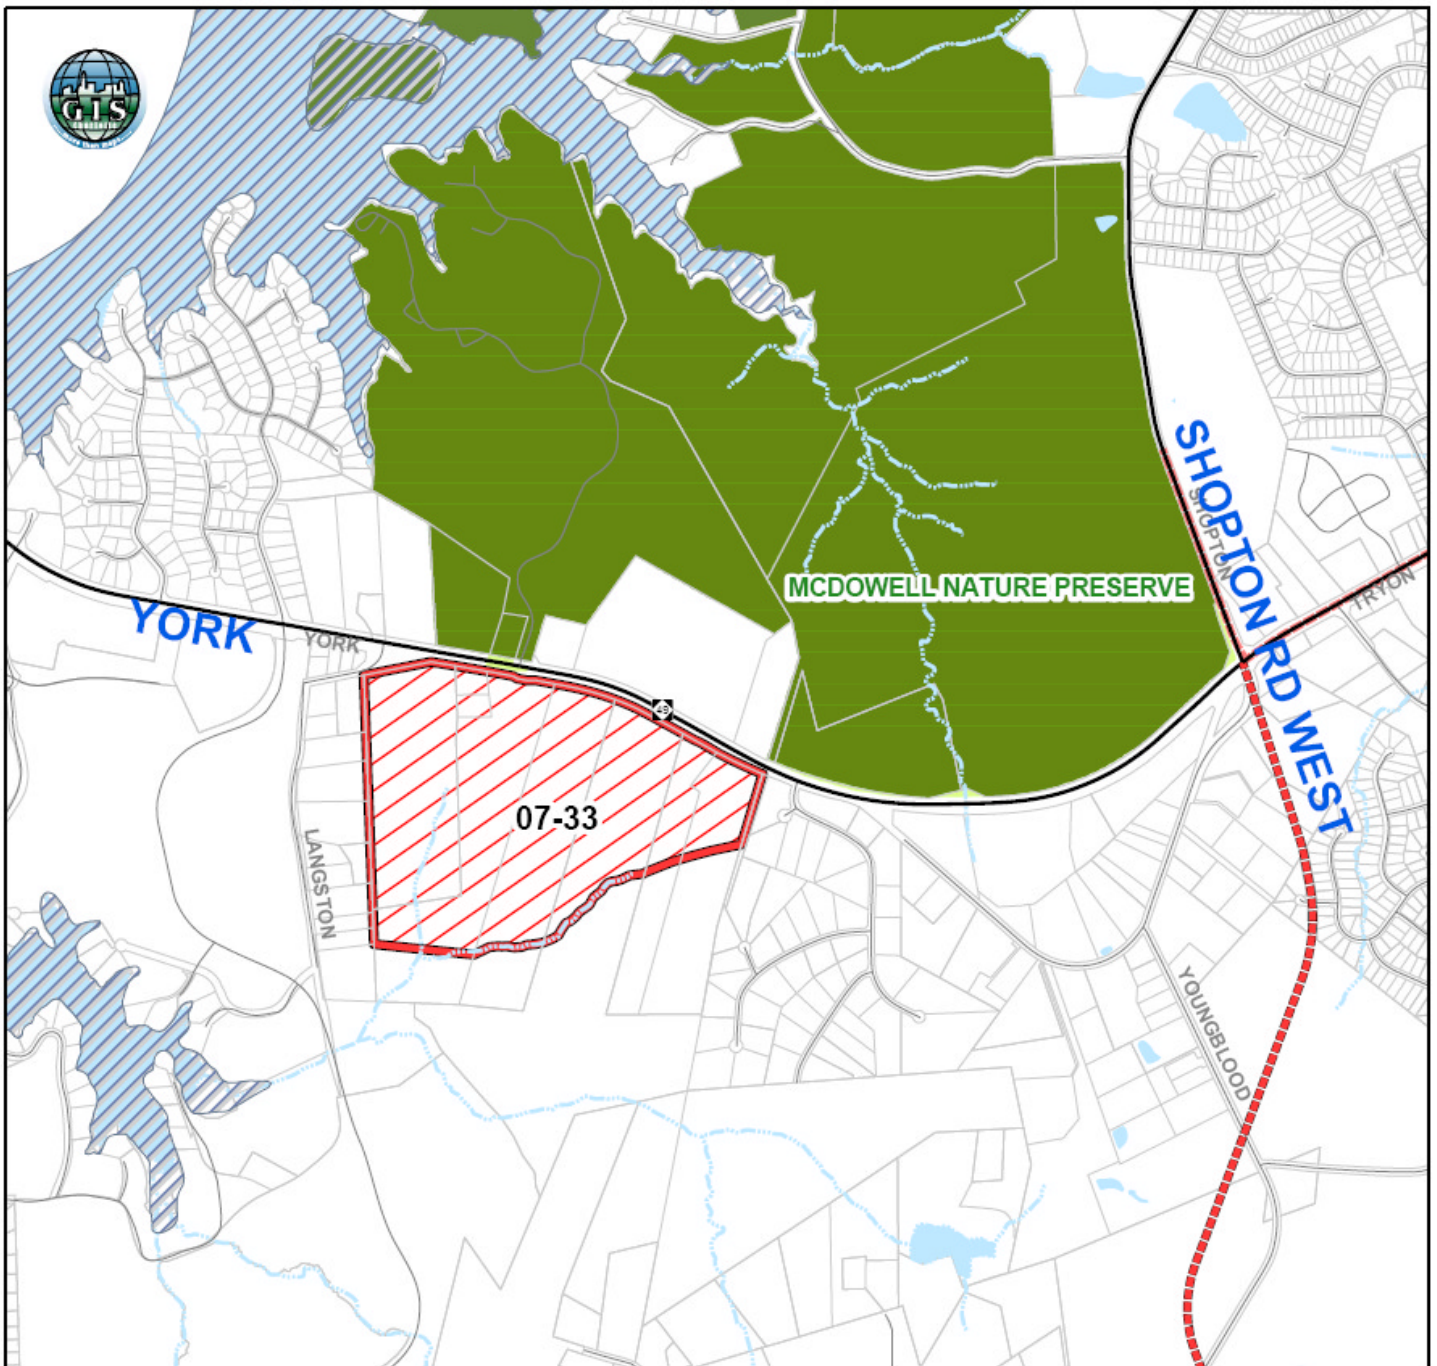 GIS
SHOPTON RD WEST
SHOPTON
TRYON
MCDOWELL NATURE PRESERVE
YORK
YORK
49
07-33
LANGSTON
YOUNGBLOOD